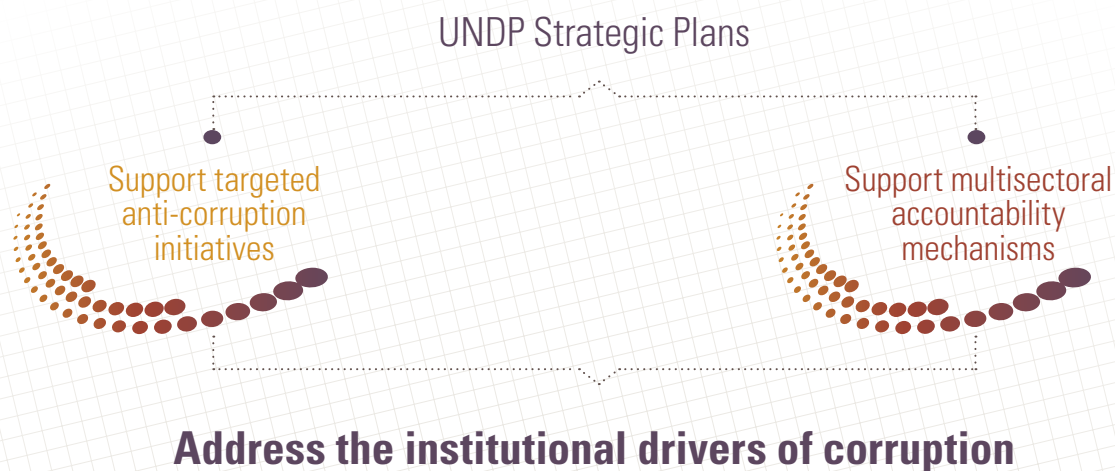 UNDP Strategic Plans
Support targeted
anti-corruption
initiatives
Support multisectoral
accountability
mechanisms
Address the institutional drivers of corruption